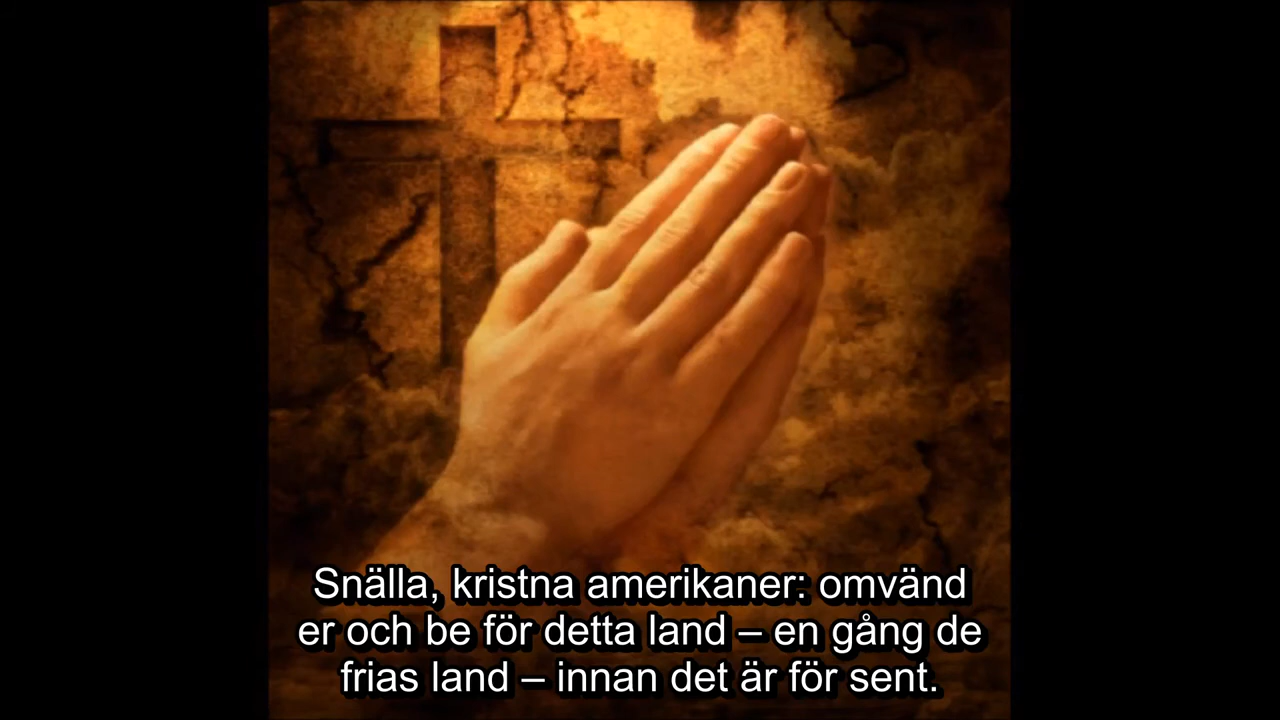 Snälla, kristna amerikaner: omvänd
er och be för detta land – en gång de
frias land – innan det är för sent.